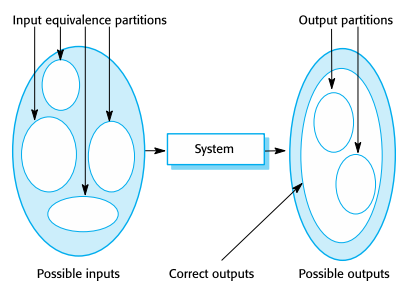 Input equivalence partitions
Output partitions
System
Possible inputs
Correct outputs
Possible outputs